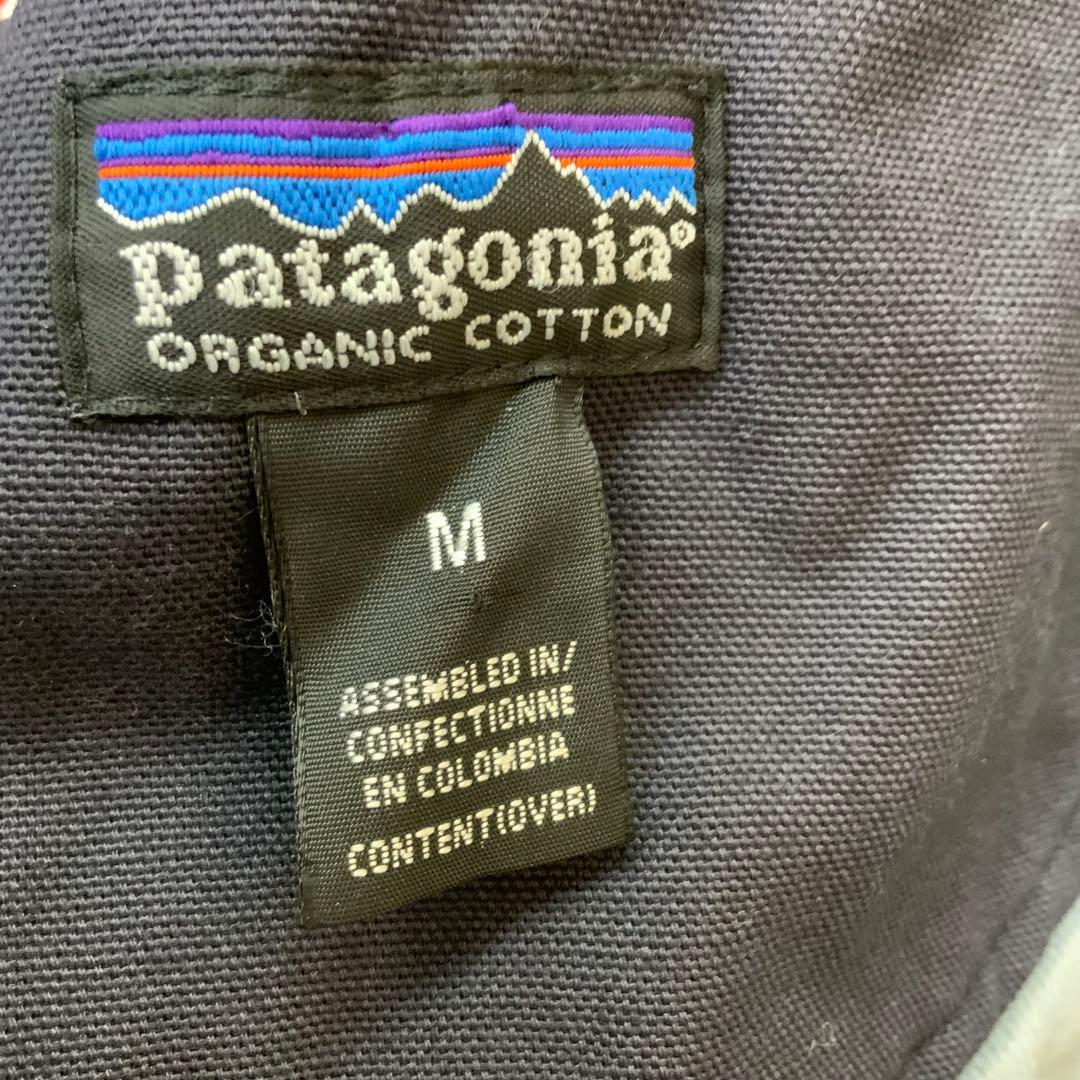 patagonia®
ORGANIC COTTON
M
ASSEMBLED IN/
CONFECTIONNE
EN COLOMBIA
CONTENT(OVER)